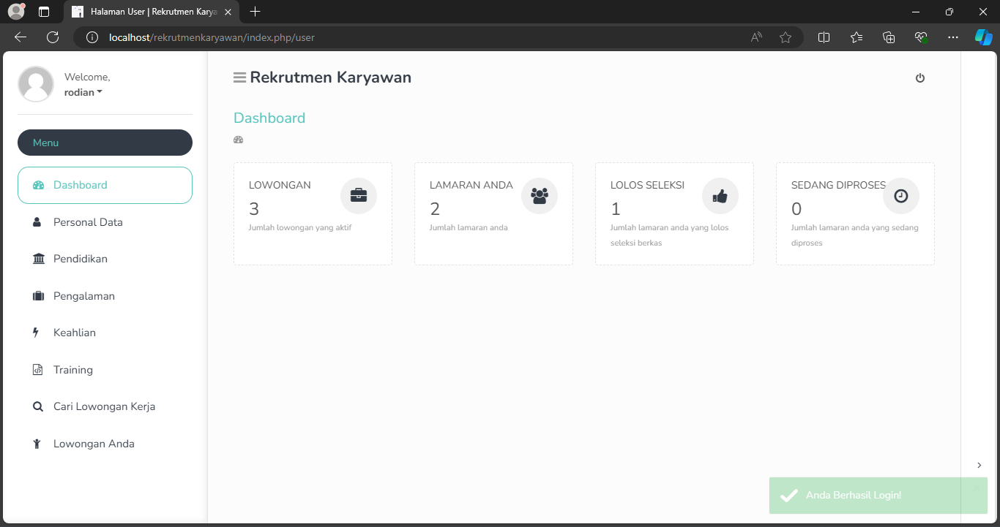 Halaman User | Rekrutmen Karya
localhost/rekrutmenkaryawan/index.php/user
Welcome,
rodian
Menu
Dashboard
Personal Data
Pendidikan
Pengalaman
Keahlian
Training
Cari Lowongan Kerja
Lowongan Anda
Rekrutmen Karyawan
Dashboard
LOWONGAN
3
Jumlah lowongan yang aktif
LAMARAN ANDA
2
Jumlah lamaran anda
LOLOS SELEKSI
1
Jumlah lamaran anda yang lolos
seleksi berkas
SEDANG DIPROSES
0
Jumlah lamaran anda yang sedang
diproses
Anda Berhasil Login!